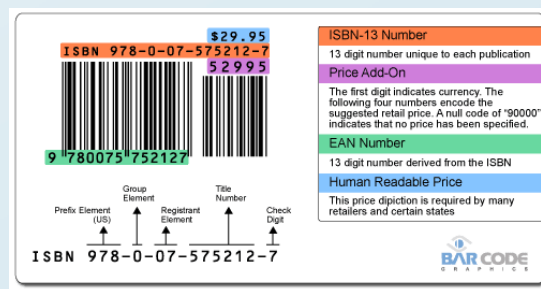 $29.95
ISBN 978-0-07-575212-7
52995
9 780075 752127
Prefix Element
(US)
Group
Element
Registrant
Element
Title
Number
Check
Digit
ISBN 978-0-07-575212-7
ISBN-13 Number
13 digit number unique to each publication
Price Add-On
The first digit indicates currency. The
following four numbers encode the
suggested retail price. A null code of "90000"
indicates that no price has been specified.
EAN Number
13 digit number derived from the ISBN
Human Readable Price
This price dipiction is required by many
retailers and certain states
BAR CODE
GRAPHICS